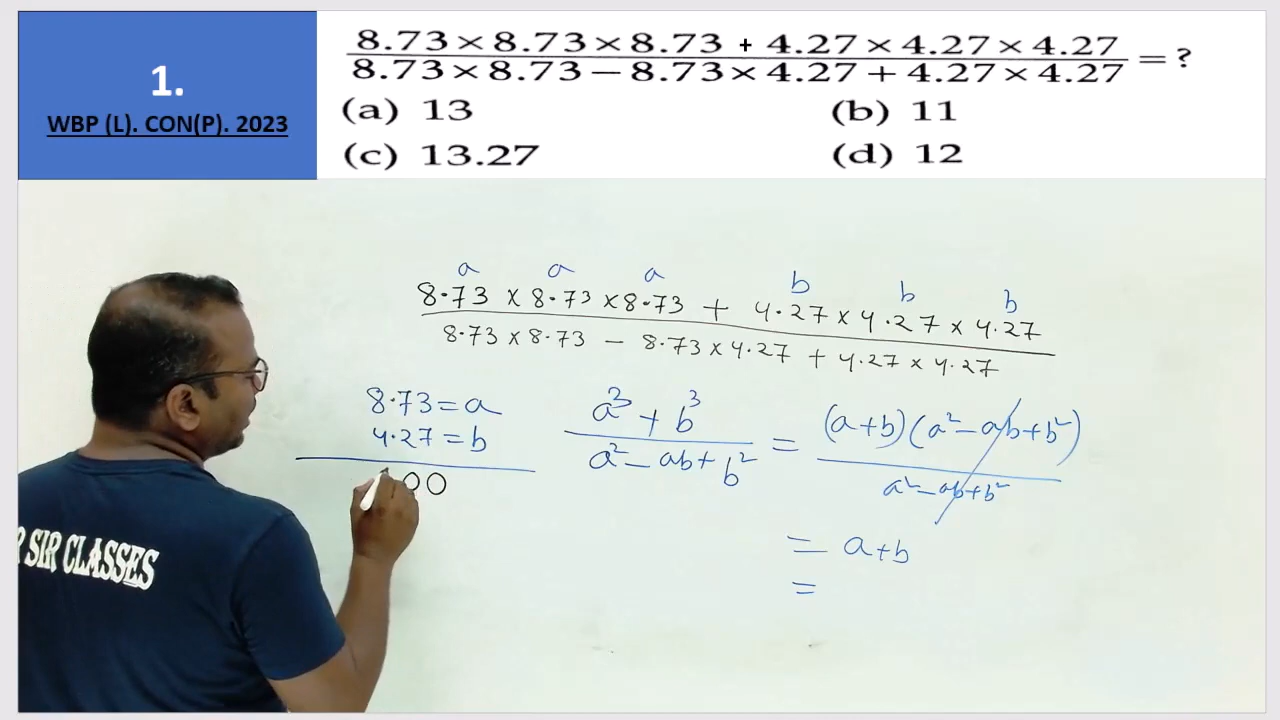 1.
WBP (L). CON(P). 2023
8.73×8.73×8.73 + 4.27×4.27×4.27
8.73×8.73−8.73×4.27+4.27×4.27 = ?
(a) 13 (b) 11
(c) 13.27 (d) 12
a a a b b b
8.73 × 8.73 × 8.73 + 4.27 × 4.27 × 4.27
8.73 × 8.73 − 8.73 × 4.27 + 4.27 × 4.27
8.73 = a
4.27 = b
00
a³ + b³
a² − ab + b²
= (a+b)(a² − ab + b²)
a² − ab + b²
= a+b
=
SIR CLASSES